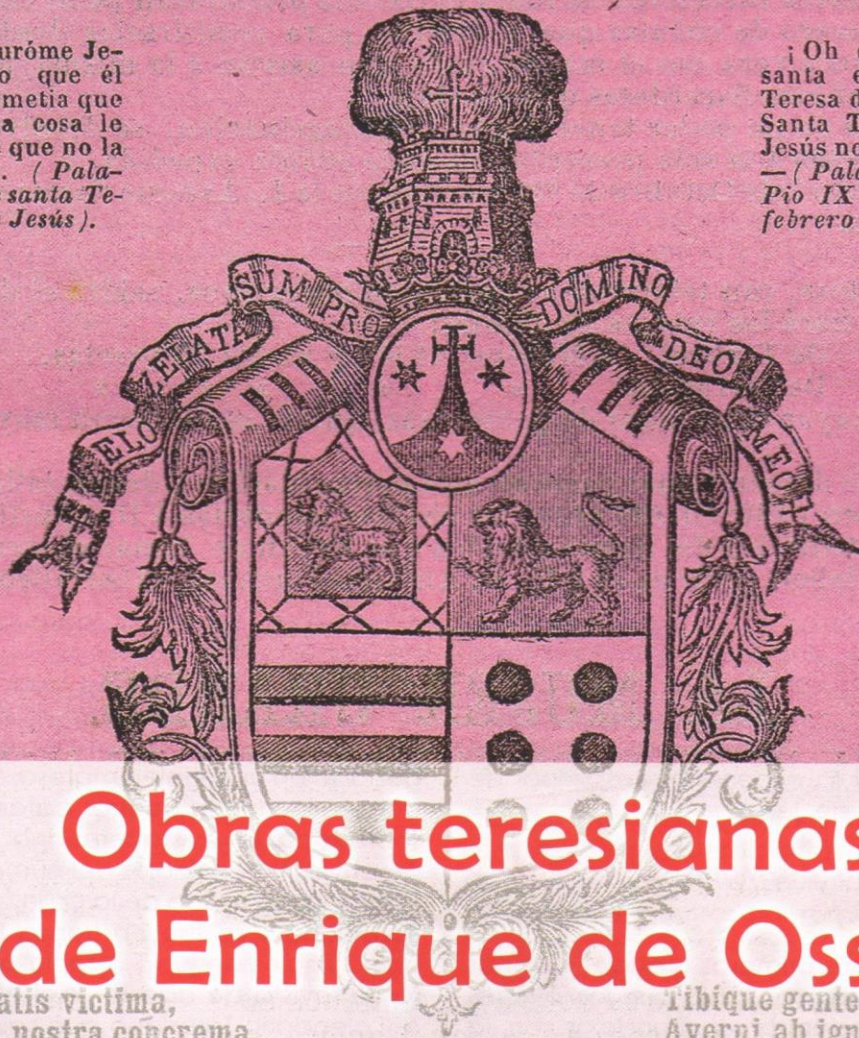 uróme Je-
o que él
metia que
a cosa le
que no la
. (Pala-
santa Te-
Jesús).
¡Oh
santa e
Teresa d
Santa T
Jesús no
—(Pala
Pio IX
febrero
ELO ZELATA SUM PRO DOMINO DEO MEO
Obras teresianas
de Enrique de Oss
atis victima,
nostra concrema
Tibique gente
Averni ab ign